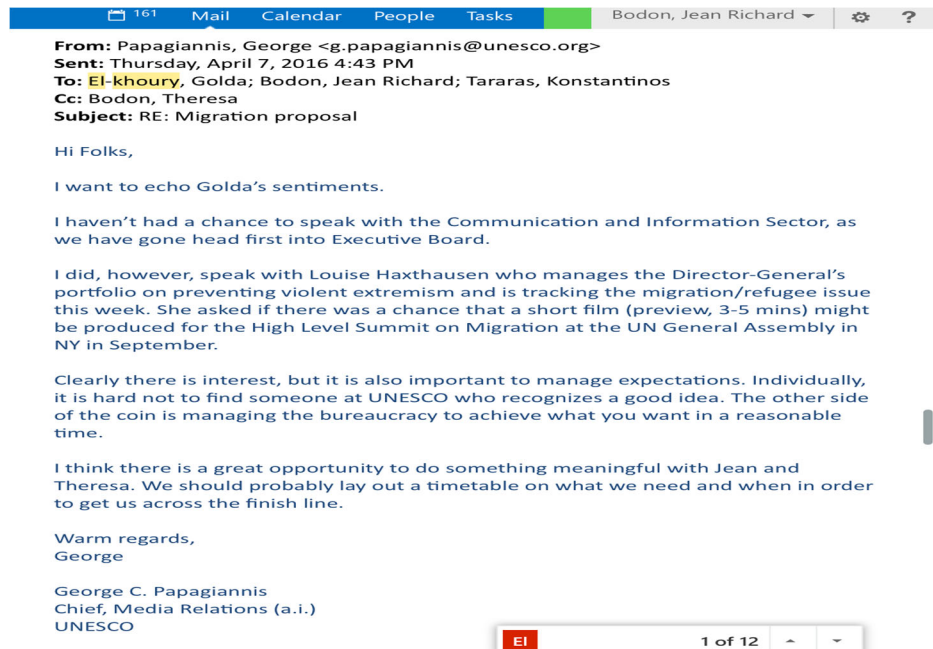 161 Mail Calendar People Tasks Bodon, Jean Richard ?
From: Papagiannis, George <g.papagiannis@unesco.org>
Sent: Thursday, April 7, 2016 4:43 PM
To: El-khoury, Golda; Bodon, Jean Richard; Tararas, Konstantinos
Cc: Bodon, Theresa
Subject: RE: Migration proposal
Hi Folks,
I want to echo Golda’s sentiments.
I haven’t had a chance to speak with the Communication and Information Sector, as
we have gone head first into Executive Board.
I did, however, speak with Louise Haxthausen who manages the Director-General’s
portfolio on preventing violent extremism and is tracking the migration/refugee issue
this week. She asked if there was a chance that a short film (preview, 3-5 mins) might
be produced for the High Level Summit on Migration at the UN General Assembly in
NY in September.
Clearly there is interest, but it is also important to manage expectations. Individually,
it is hard not to find someone at UNESCO who recognizes a good idea. The other side
of the coin is managing the bureaucracy to achieve what you want in a reasonable
time.
I think there is a great opportunity to do something meaningful with Jean and
Theresa. We should probably lay out a timetable on what we need and when in order
to get us across the finish line.
Warm regards,
George
George C. Papagiannis
Chief, Media Relations (a.i.)
UNESCO
El 1 of 12